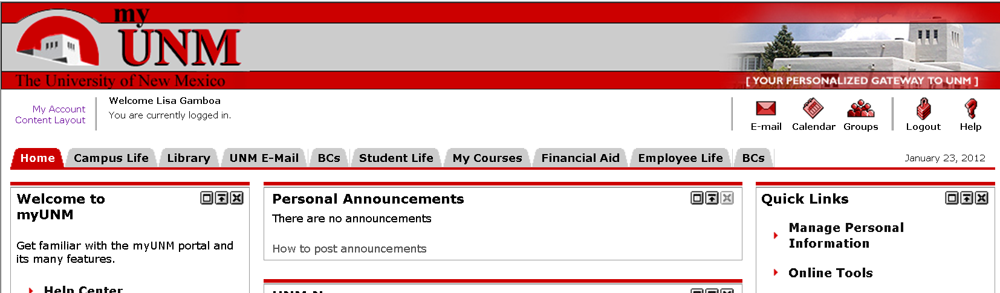 my
UNM
The University of New Mexico
[ YOUR PERSONALIZED GATEWAY TO UNM ]
My Account
Content Layout
Welcome Lisa Gamboa
You are currently logged in.
E-mail Calendar Groups Logout Help
Home Campus Life Library UNM E-Mail BCs Student Life My Courses Financial Aid Employee Life BCs January 23, 2012
Welcome to
myUNM
Get familiar with the myUNM portal and
its many features.
Help Center
Personal Announcements
There are no announcements
How to post announcements
UNM N
Quick Links
Manage Personal
Information
Online Tools